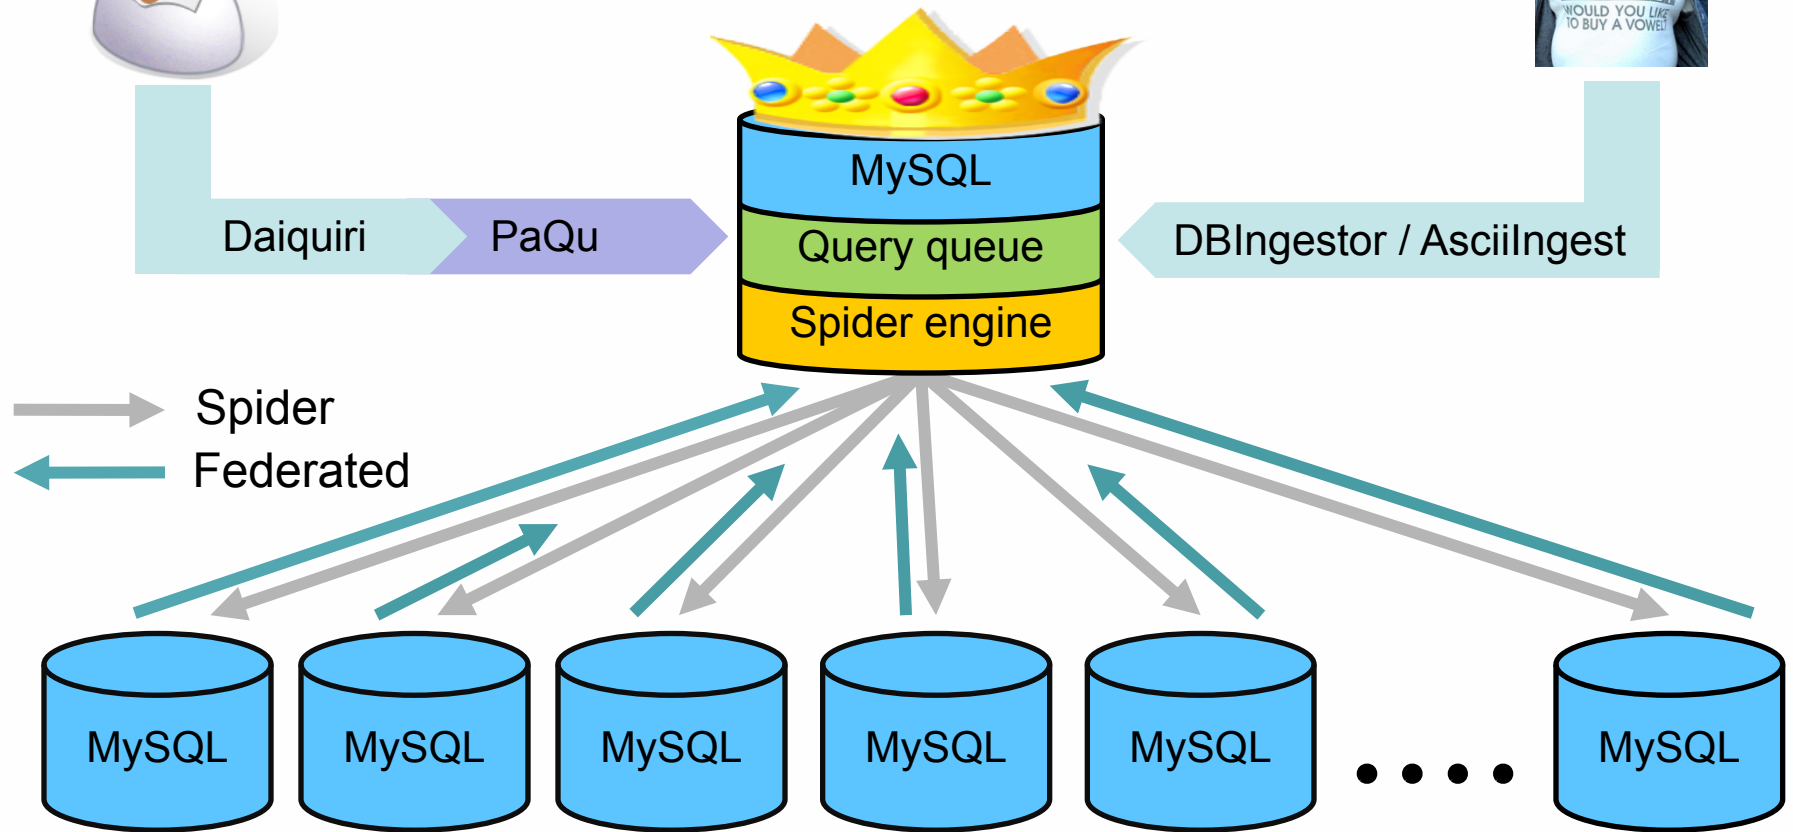 WOULD YOU LIKE
TO BUY A VOWEL?
MySQL
Daiquiri
PaQu
Query queue
DBIngestor / AsciiIngest
Spider engine
Spider
Federated
MySQL
MySQL
MySQL
MySQL
MySQL
MySQL